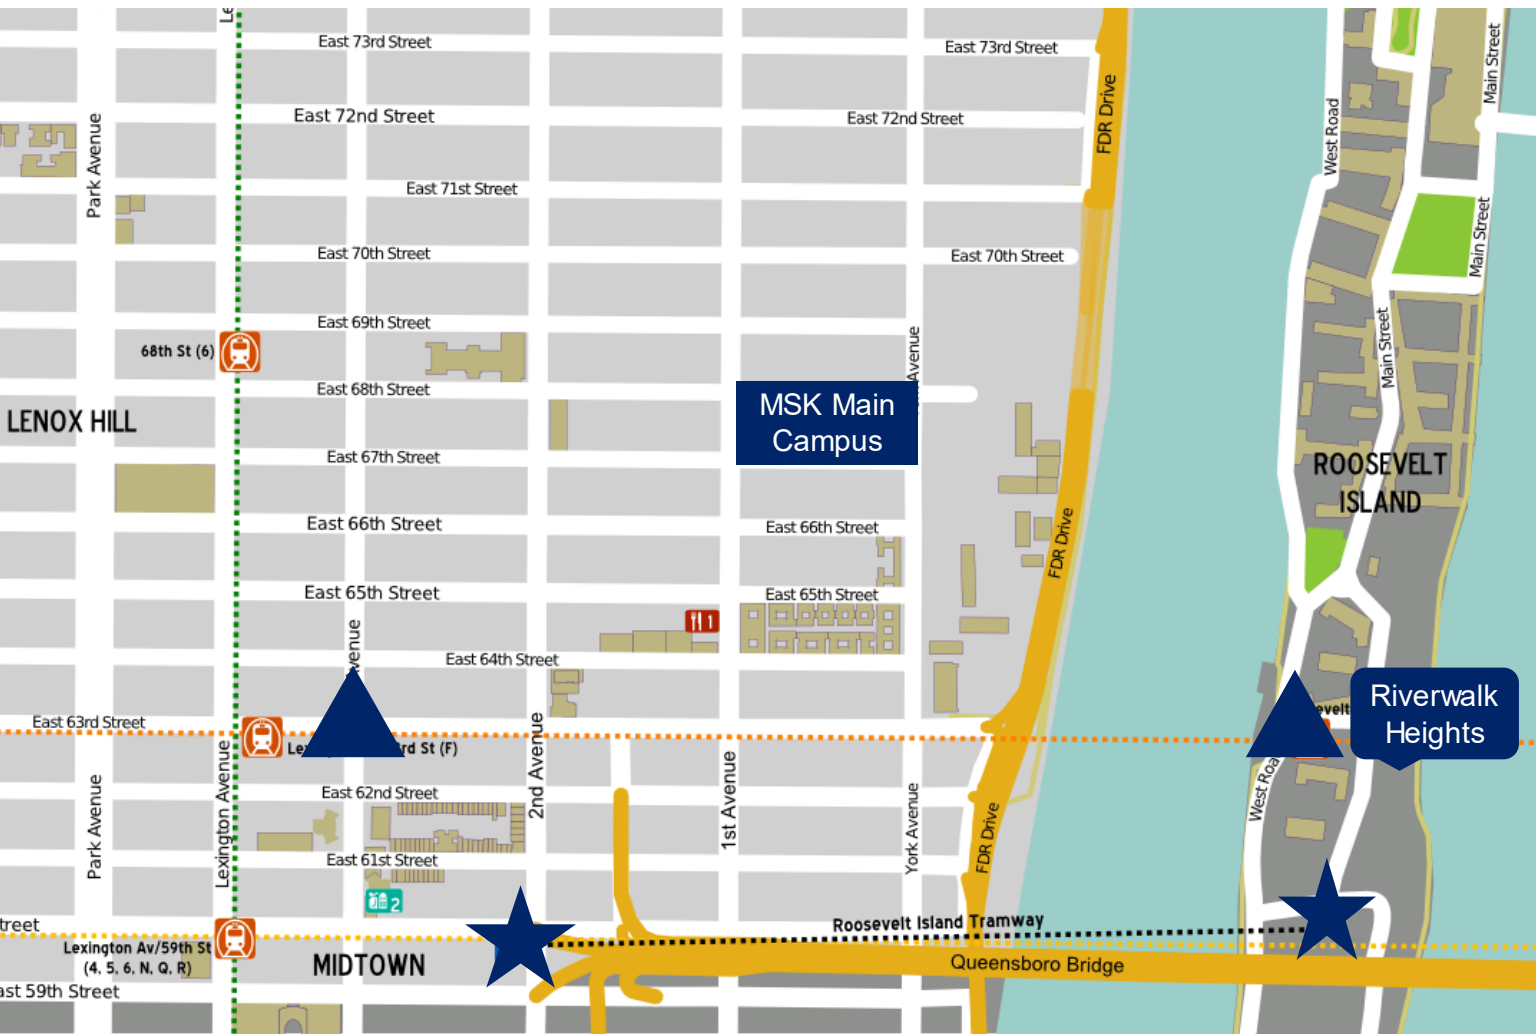 Le
East 73rd Street
East 73rd Street
Main Street
FDR Drive
East 72nd Street
East 72nd Street
West Road
Park Avenue
East 71st Street
Main Street
East 70th Street
East 70th Street
East 69th Street
68th St (6)
Avenue
Main Street
East 68th Street
MSK Main
Campus
LENOX HILL
East 67th Street
ROOSEVELT
ISLAND
East 66th Street
East 66th Street
FDR Drive
East 65th Street
East 65th Street
1
venue
East 64th Street
Riverwalk
Heights
evelt
East 63rd Street
Lex
rd St (F)
2nd Avenue
West Roa
East 62nd Street
Park Avenue
Lexington Avenue
1st Avenue
York Avenue
FDR Drive
East 61st Street
2
treet
Roosevelt Island Tramway
Lexington Av/59th St
(4, 5, 6, N, Q, R)
MIDTOWN
Queensboro Bridge
ast 59th Street